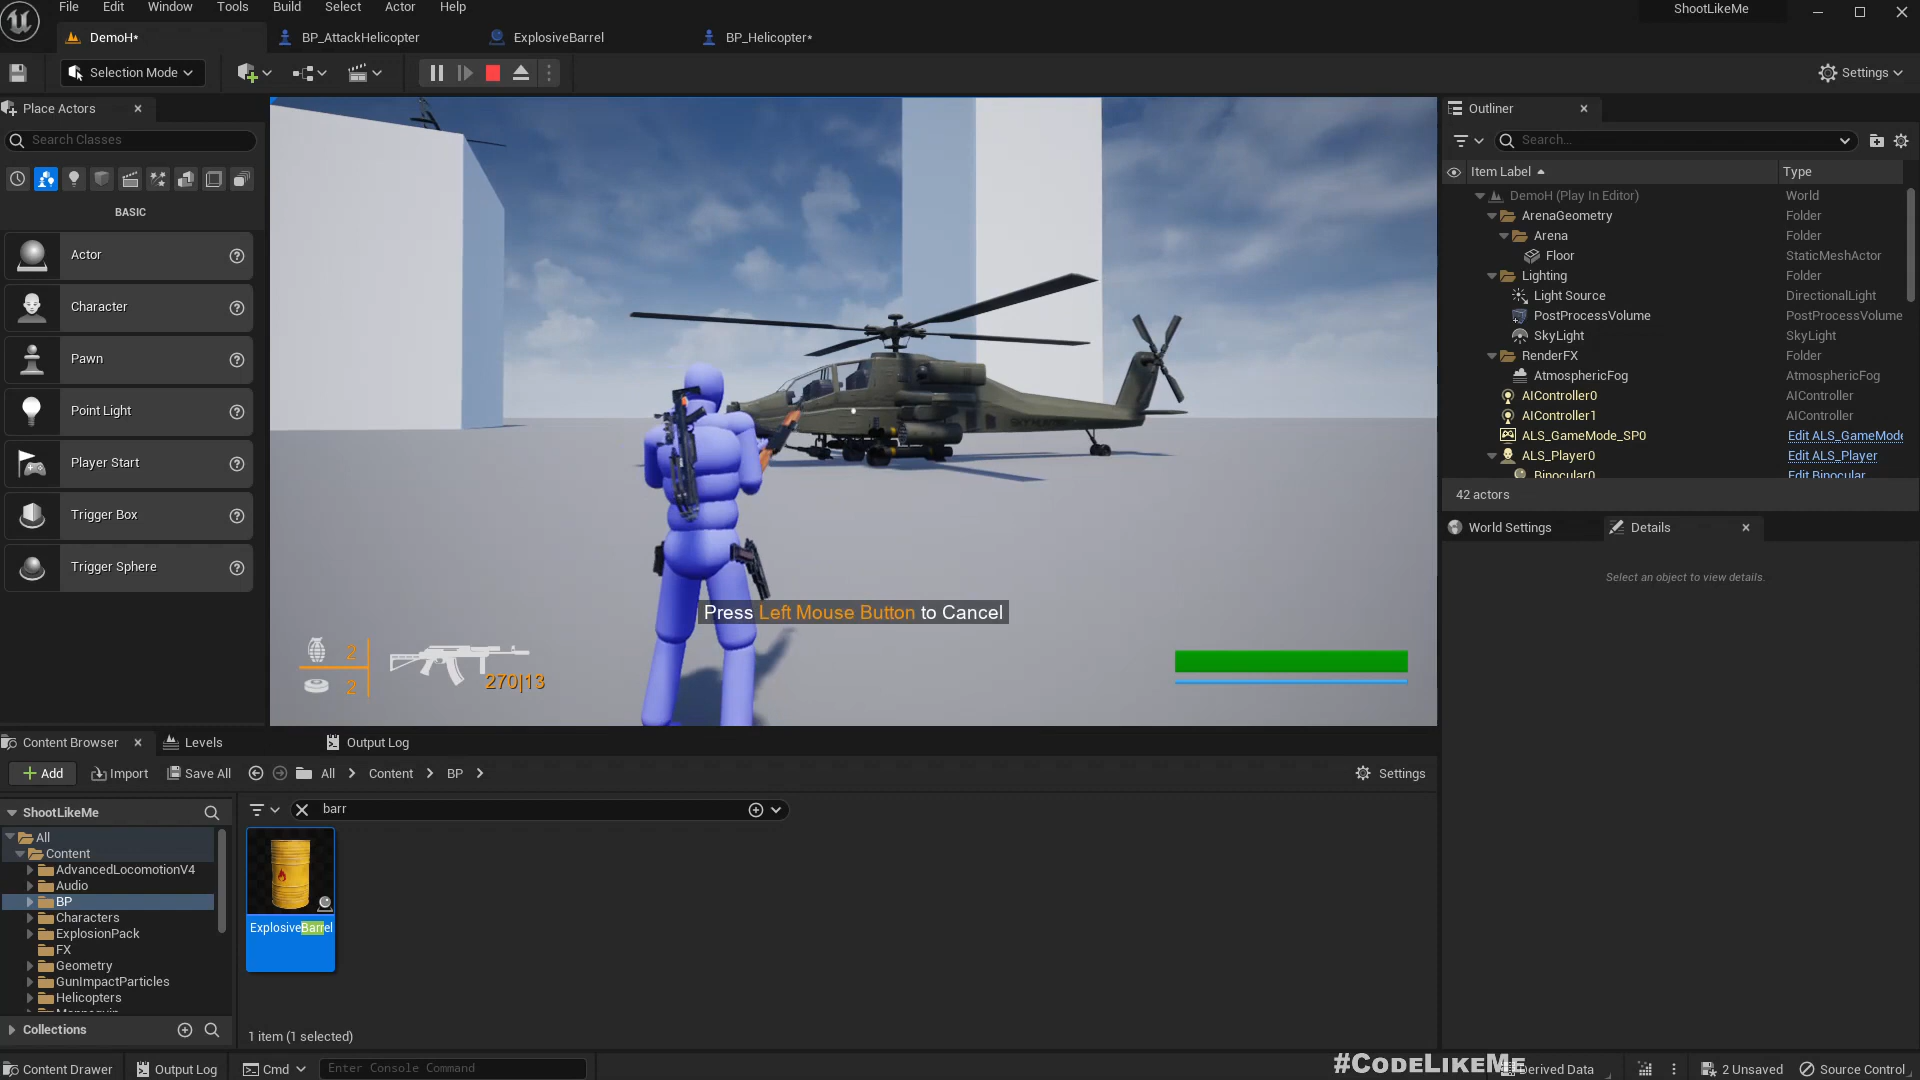 File Edit Window Tools Build Select Actor Help
ShootLikeMe
DemoH*
BP_AttackHelicopter
ExplosiveBarrel
BP_Helicopter*
Selection Mode
Settings
Place Actors
Search Classes
BASIC
Actor
Character
Pawn
Point Light
Player Start
Trigger Box
Trigger Sphere
Press Left Mouse Button to Cancel
2
2
270|13
Outliner
Search...
Item Label Type
DemoH (Play In Editor) World
ArenaGeometry Folder
Arena Folder
Floor StaticMeshActor
Lighting Folder
Light Source DirectionalLight
PostProcessVolume PostProcessVolume
SkyLight SkyLight
RenderFX Folder
AtmosphericFog AtmosphericFog
AIController0 AIController
AIController1 AIController
ALS_GameMode_SP0 Edit ALS_GameMode
ALS_Player0 Edit ALS_Player
Binocular0 Edit Binocular
42 actors
World Settings
Details
Select an object to view details.
Content Browser
Levels
Output Log
Add
Import
Save All
All
Content
BP
Settings
ShootLikeMe
barr
All
Content
AdvancedLocomotionV4
Audio
BP
Characters
ExplosionPack
FX
Geometry
GunImpactParticles
Helicopters
ExplosiveBarrel
Collections
1 item (1 selected)
Content Drawer
Output Log
Cmd
Enter Console Command
#CodeLikeMe
Derived Data
2 Unsaved
Source Control